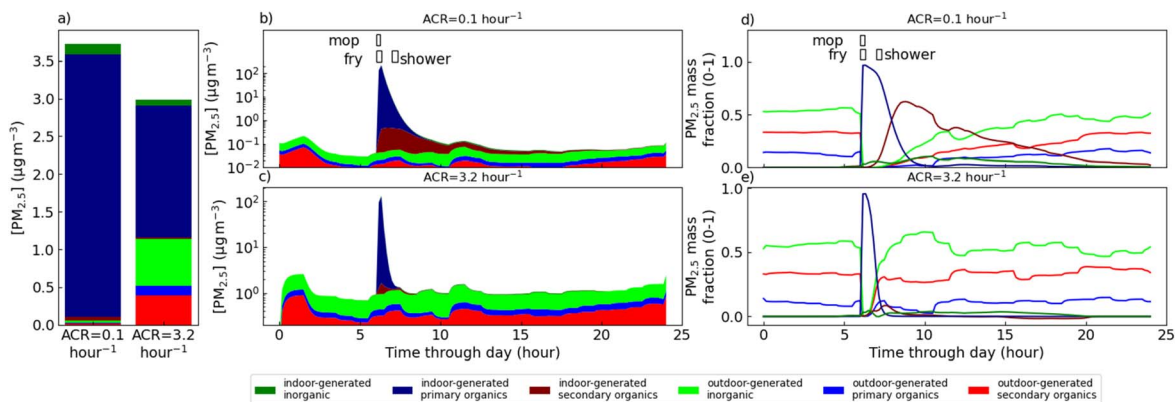 a)
[PM2.5] (μg m−3)
3.5
3.0
2.5
2.0
1.5
1.0
0.5
0.0
ACR=0.1
hour−1
ACR=3.2
hour−1
b)
ACR=0.1 hour−1
mop
fry
shower
[PM2.5] (μg m−3)
10²
10¹
10⁰
10−1
10−2
c)
ACR=3.2 hour−1
[PM2.5] (μg m−3)
10²
10¹
10⁰
0
5
10
15
20
25
Time through day (hour)
d)
ACR=0.1 hour−1
mop
fry
shower
PM2.5 mass
fraction (0-1)
1.0
0.5
0.0
e)
ACR=3.2 hour−1
PM2.5 mass
fraction (0-1)
1.0
0.5
0.0
0
5
10
15
20
25
Time through day (hour)
indoor-generated
inorganic
indoor-generated
primary organics
indoor-generated
secondary organics
outdoor-generated
inorganic
outdoor-generated
primary organics
outdoor-generated
secondary organics